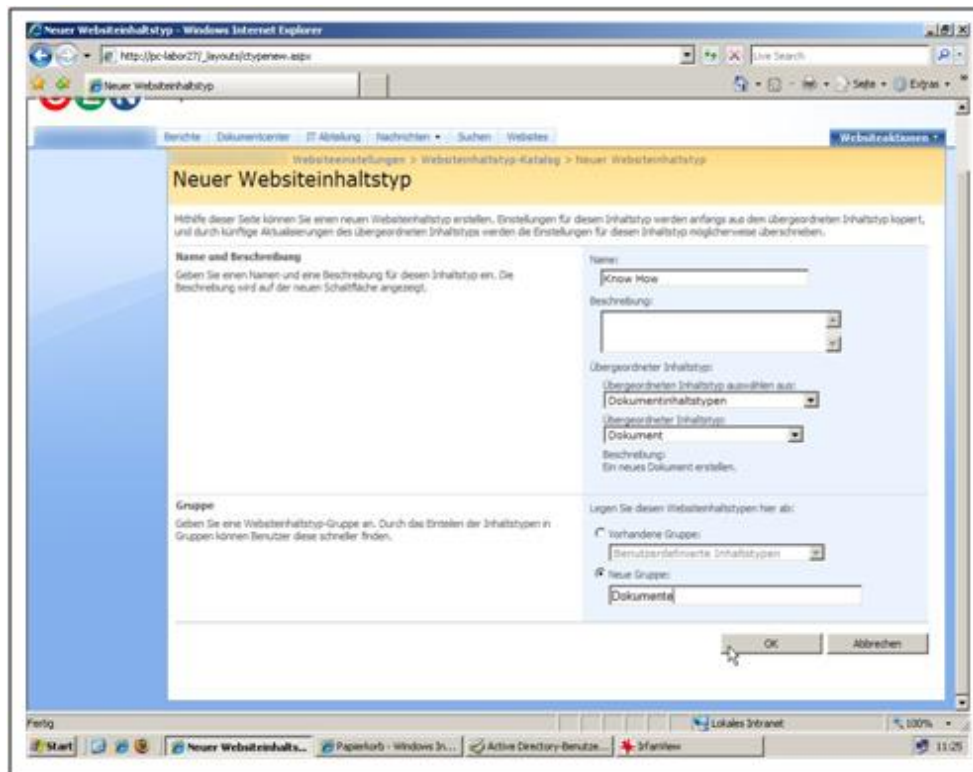 Neuer Websiteinhaltstyp - Windows Internet Explorer
http://pc-labor27/_layouts/ctypenew.aspx
Live Search
Neuer Websiteinhaltstyp
Seite
Extras
Berichte Dokumentcenter IT Abteilung Nachrichten Suchen Websites
Websiteaktionen
Websiteeinstellungen > Websiteinhaltstyp-Katalog > Neuer Websiteinhaltstyp
Neuer Websiteinhaltstyp
Mithilfe dieser Seite können Sie einen neuen Websiteinhaltstyp erstellen. Einstellungen für diesen Inhaltstyp werden anfangs aus dem übergeordneten Inhaltstyp kopiert,
und durch künftige Aktualisierungen des übergeordneten Inhaltstyps werden die Einstellungen für diesen Inhaltstyp möglicherweise überschrieben.
Name und Beschreibung
Geben Sie einen Namen und eine Beschreibung für diesen Inhaltstyp ein. Die
Beschreibung wird auf der neuen Schaltfläche angezeigt.
Name:
Know How
Beschreibung:
Übergeordneter Inhaltstyp:
Übergeordneten Inhaltstyp auswählen aus:
Dokumentinhaltstypen
Übergeordneter Inhaltstyp:
Dokument
Beschreibung:
Ein neues Dokument erstellen.
Gruppe
Geben Sie eine Websiteinhaltstyp-Gruppe an. Durch das Einteilen der Inhaltstypen in
Gruppen können Benutzer diese schneller finden.
Legen Sie diesen Websiteinhaltstypen hier ab:
Vorhandene Gruppe:
Benutzerdefinierte Inhaltstypen
Neue Gruppe:
Dokumente
OK
Abbrechen
Fertig
Lokales Intranet
100%
Start
Neuer Websiteinhalts...
Papierkorb - Windows In...
Active Directory-Benutze...
IrfanView
11:25